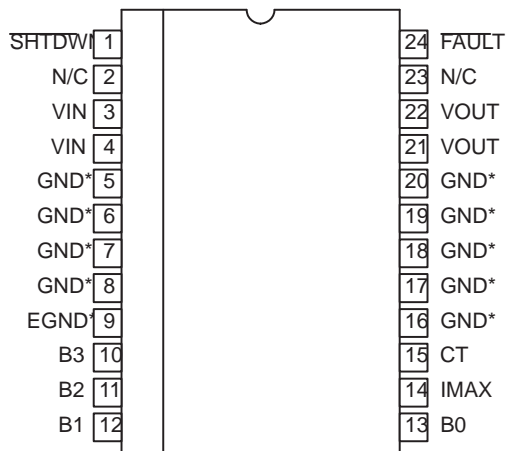 SHTDWN 1 24 FAULT
N/C 2 23 N/C
VIN 3 22 VOUT
VIN 4 21 VOUT
GND* 5 20 GND*
GND* 6 19 GND*
GND* 7 18 GND*
GND* 8 17 GND*
EGND* 9 16 GND*
B3 10 15 CT
B2 11 14 IMAX
B1 12 13 B0